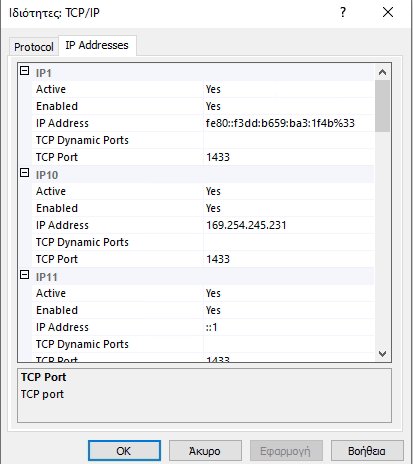 Ιδιότητες: TCP/IP
Protocol IP Addresses
IP1
Active Yes
Enabled Yes
IP Address fe80::f3dd:b659:ba3:1f4b%33
TCP Dynamic Ports
TCP Port 1433
IP10
Active Yes
Enabled Yes
IP Address 169.254.245.231
TCP Dynamic Ports
TCP Port 1433
IP11
Active Yes
Enabled Yes
IP Address ::1
TCP Dynamic Ports
TCP Port 1433
TCP Port
TCP port
OK Άκυρο Εφαρμογή Βοήθεια